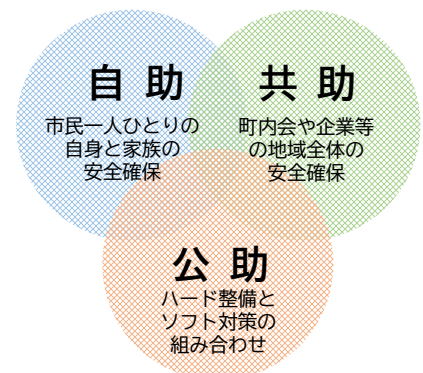 自助
市民一人ひとりの
自身と家族の
安全確保
共助
町内会や企業等
の地域全体の
安全確保
公助
ハード整備と
ソフト対策の
組み合わせ